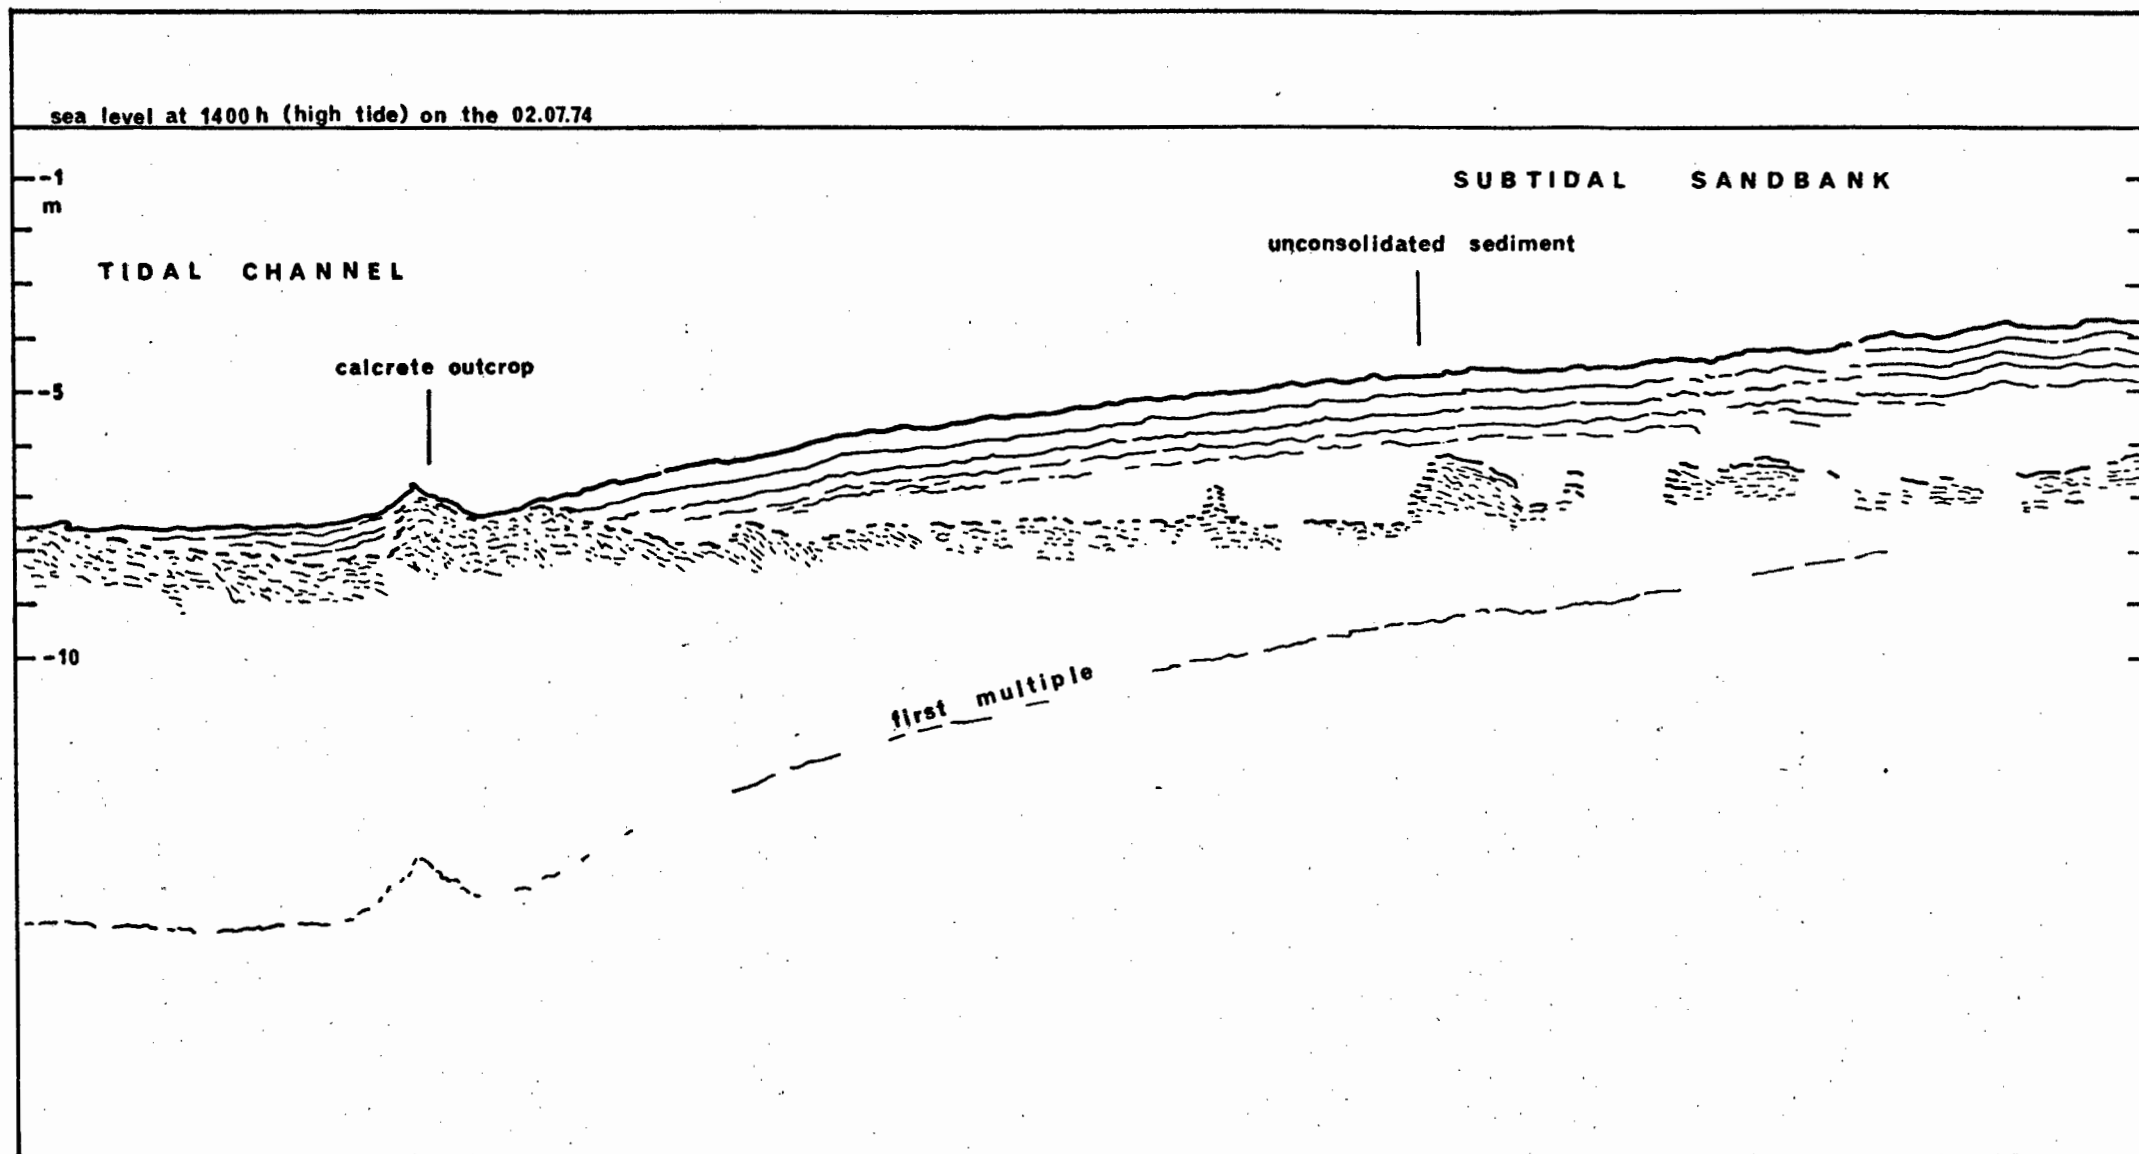 sea level at 1400 h (high tide) on the 02.07.74
-1
m
SUBTIDAL SANDBANK
unconsolidated sediment
TIDAL CHANNEL
calcrete outcrop
-5
-10
first multiple